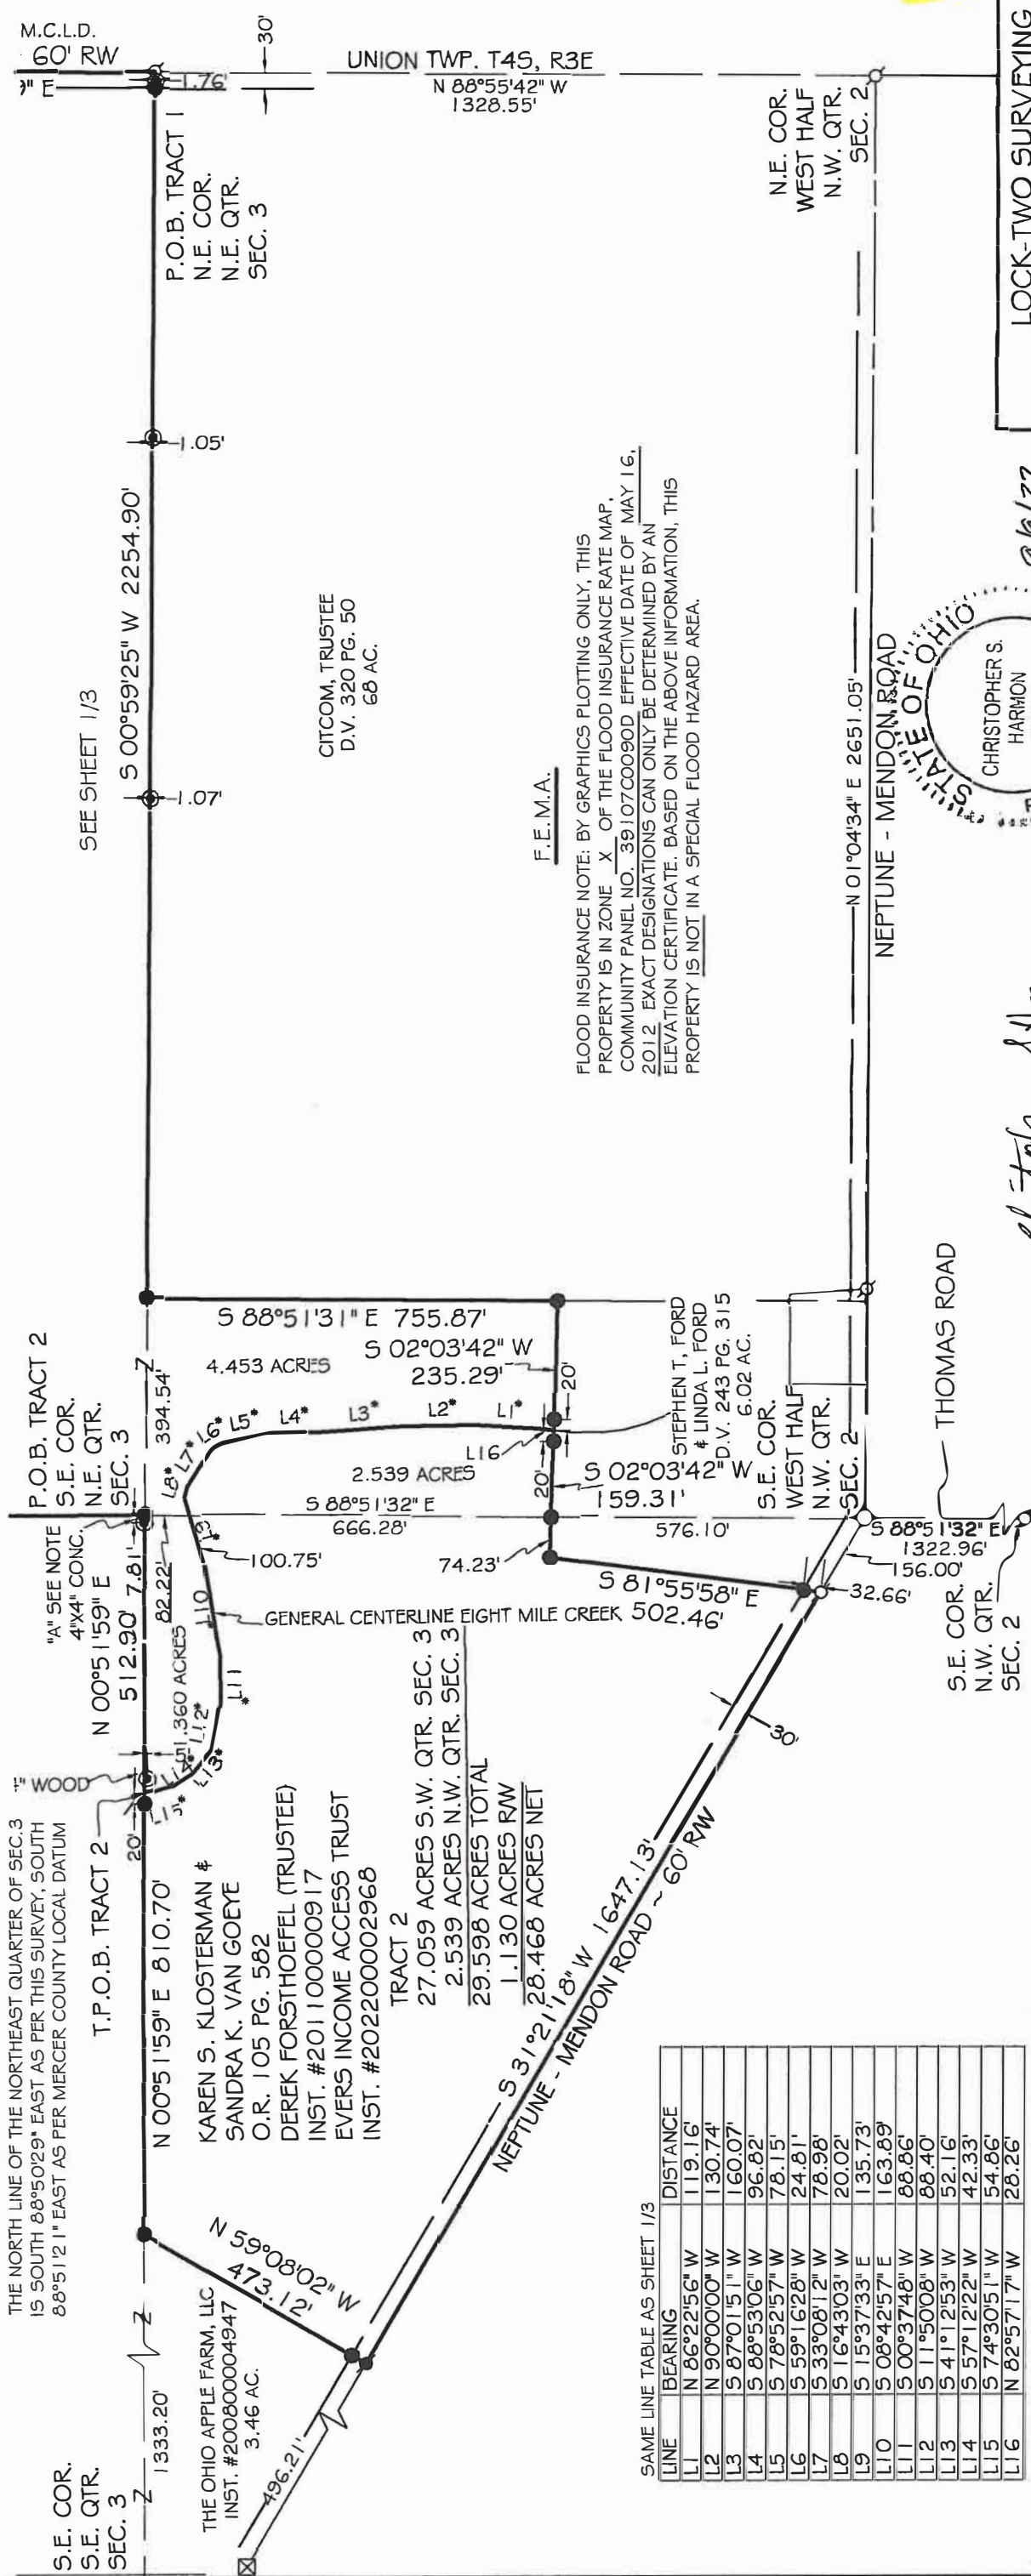 M.C.L.D.
60' RW
" E
1.76'
30'
UNION TWP. T4S, R3E
N 88°55'42" W
1328.55'
P.O.B. TRACT 1
N.E. COR.
N.E. QTR.
SEC. 3
N.E. COR.
WEST HALF
N.W. QTR.
SEC. 2
LOCK-TWO SURVEYING
1.05'
SEE SHEET 1/3
S 00°59'25" W 2254.90'
1.07'
CITCOM, TRUSTEE
D.V. 320 PG. 50
68 AC.
F.E.M.A.
FLOOD INSURANCE NOTE: BY GRAPHICS PLOTTING ONLY, THIS
PROPERTY IS IN ZONE X OF THE FLOOD INSURANCE RATE MAP,
COMMUNITY PANEL NO. 39107C0090D EFFECTIVE DATE OF MAY 16,
2012 EXACT DESIGNATIONS CAN ONLY BE DETERMINED BY AN
ELEVATION CERTIFICATE. BASED ON THE ABOVE INFORMATION, THIS
PROPERTY IS NOT IN A SPECIAL FLOOD HAZARD AREA.
N 01°04'34" E 2651.05'
NEPTUNE - MENDON ROAD
STATE OF OHIO
CHRISTOPHER S.
HARMON
P.O.B. TRACT 2
S.E. COR.
N.E. QTR.
SEC. 3
394.54'
S 88°51'31" E 755.87'
4.453 ACRES
S 02°03'42" W
235.29'
20'
L1*
L2*
L3*
L4*
L5*
L6*
L7*
L8*
L9*
L10*
L11*
L12*
L13*
L14*
L15*
L16
20'
2.539 ACRES
S 02°03'42" W
159.31'
STEPHEN T, FORD
& LINDA L. FORD
D.V. 243 PG. 315
6.02 AC.
S.E. COR.
WEST HALF
N.W. QTR.
SEC. 2
THOMAS ROAD
S 88°51'32" E
666.28'
576.10'
S 88°51'32" E
1322.96'
156.00'
32.66'
S.E. COR.
N.W. QTR.
SEC. 2
74.23'
S 81°55'58" E
502.46'
100.75'
GENERAL CENTERLINE EIGHT MILE CREEK
"A" SEE NOTE
4"X4" CONC.
N 00°51'59" E
512.90'
7.81'
82.22'
1.360 ACRES
WOOD
THE NORTH LINE OF THE NORTHEAST QUARTER OF SEC.3
IS SOUTH 88°50'29" EAST AS PER THIS SURVEY, SOUTH
88°51'21" EAST AS PER MERCER COUNTY LOCAL DATUM
T.P.O.B. TRACT 2
20'
N 00°51'59" E 810.70'
KAREN S. KLOSTERMAN &
SANDRA K. VAN GOEYE
O.R. 105 PG. 582
DEREK FORSTHOEFEL (TRUSTEE)
INST. #201100000917
EVERS INCOME ACCESS TRUST
INST. #202200002968
TRACT 2
27.059 ACRES S.W. QTR. SEC. 3
2.539 ACRES N.W. QTR. SEC. 3
29.598 ACRES TOTAL
1.130 ACRES R/W
28.468 ACRES NET
30'
S 31°21'18" W 1647.13'
NEPTUNE - MENDON ROAD ~ 60' R/W
N 59°08'02" W
473.12'
THE OHIO APPLE FARM, LLC
INST. #200800004947
3.46 AC.
496.21'
1333.20'
S.E. COR.
S.E. QTR.
SEC. 3
SAME LINE TABLE AS SHEET 1/3
LINE BEARING DISTANCE
L1 N 86°22'56" W 119.16'
L2 N 90°00'00" W 130.74'
L3 S 87°01'51" W 160.07'
L4 S 88°53'06" W 96.82'
L5 S 78°52'57" W 78.15'
L6 S 59°16'28" W 24.81'
L7 S 33°08'12" W 78.98'
L8 S 16°43'03" W 20.02'
L9 S 15°37'33" E 135.73'
L10 S 08°42'57" E 163.89'
L11 S 00°37'48" W 88.86'
L12 S 11°50'08" W 88.40'
L13 S 41°12'53" W 52.16'
L14 S 57°12'22" W 42.33'
L15 S 74°30'51" W 54.86'
L16 N 82°57'17" W 28.26'